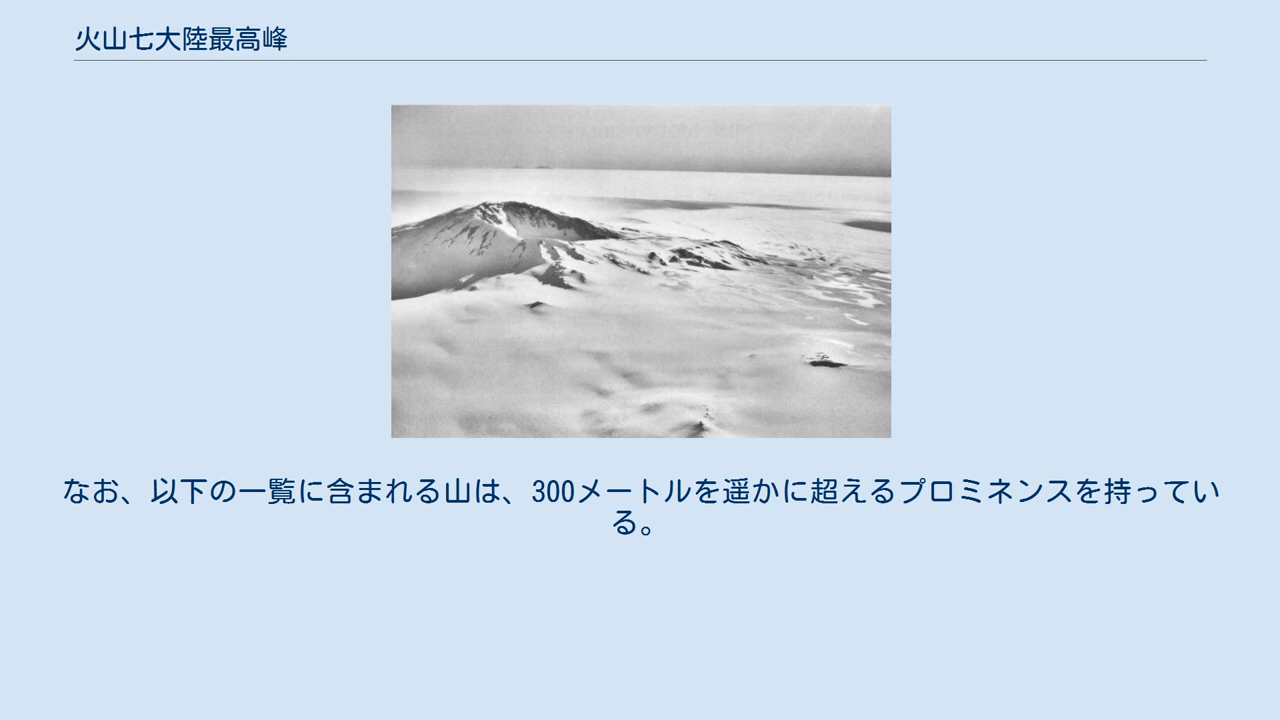 火山七大陸最高峰
なお、以下の一覧に含まれる山は、300メートルを遥かに超えるプロミネンスを持ってい
る。